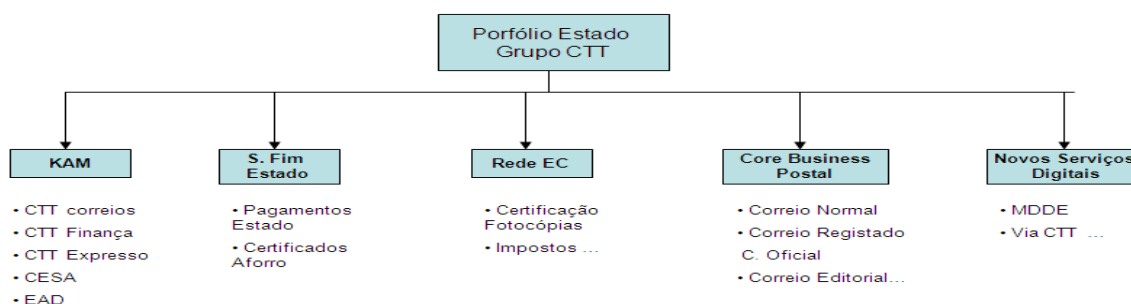 Porfólio Estado
Grupo CTT
KAM
• CTT correios
• CTT Finança
• CTT Expresso
• CESA
• EAD
S. Fim
Estado
• Pagamentos
Estado
• Certificados
Aforro
Rede EC
• Certificação
Fotocópias
• Impostos ...
Core Business
Postal
• Correio Normal
• Correio Registado
C. Oficial
• Correio Editorial...
Novos Serviços
Digitais
• MDDE
• Via CTT ...